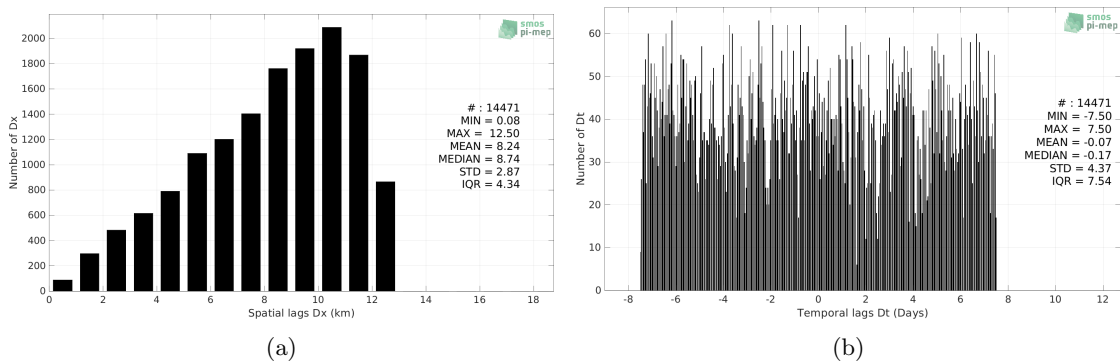 smos
pi-mep
2000
1800
1600
1400
1200
1000
800
600
400
200
0
Number of Dx
# : 14471
MIN = 0.08
MAX = 12.50
MEAN = 8.24
MEDIAN = 8.74
STD = 2.87
IQR = 4.34
0 2 4 6 8 10 12 14 16 18
Spatial lags Dx (km)
(a)
smos
pi-mep
60
50
40
30
20
10
0
Number of Dt
# : 14471
MIN = -7.50
MAX = 7.50
MEAN = -0.07
MEDIAN = -0.17
STD = 4.37
IQR = 7.54
-8 -6 -4 -2 0 2 4 6 8 10 12
Temporal lags Dt (Days)
(b)